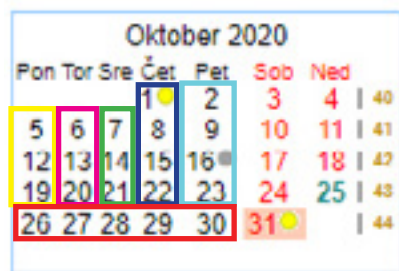 Oktober 2020
Pon Tor Sre Čet Pet Sob Ned
1 2 3 4 | 40
5 6 7 8 9 10 11 | 41
12 13 14 15 16 17 18 | 42
19 20 21 22 23 24 25 | 43
26 27 28 29 30 31 | 44